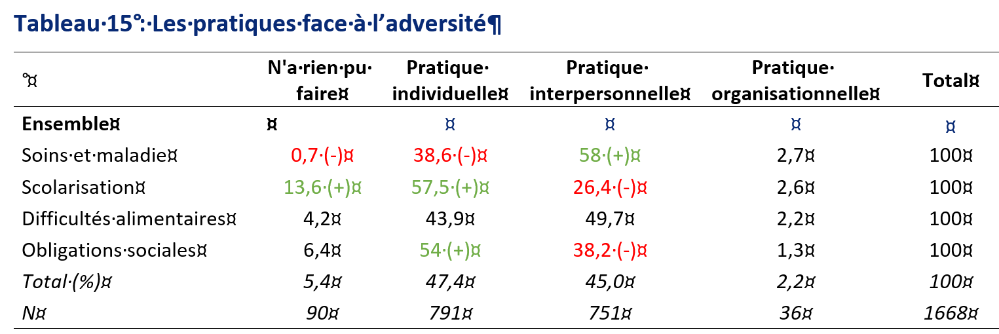 Tableau·15°:·Les·pratiques·face·à·l’adversité¶
°¤ N'a·rien·pu·faire¤ Pratique·individuelle¤ Pratique·interpersonnelle¤ Pratique·organisationnelle¤ Total¤
Ensemble¤ ¤ ¤ ¤ ¤ ¤
Soins·et·maladie¤ 0,7·(-)¤ 38,6·(-)¤ 58·(+)¤ 2,7¤ 100¤
Scolarisation¤ 13,6·(+)¤ 57,5·(+)¤ 26,4·(-)¤ 2,6¤ 100¤
Difficultés·alimentaires¤ 4,2¤ 43,9¤ 49,7¤ 2,2¤ 100¤
Obligations·sociales¤ 6,4¤ 54·(+)¤ 38,2·(-)¤ 1,3¤ 100¤
Total·(%)¤ 5,4¤ 47,4¤ 45,0¤ 2,2¤ 100¤
N¤ 90¤ 791¤ 751¤ 36¤ 1668¤